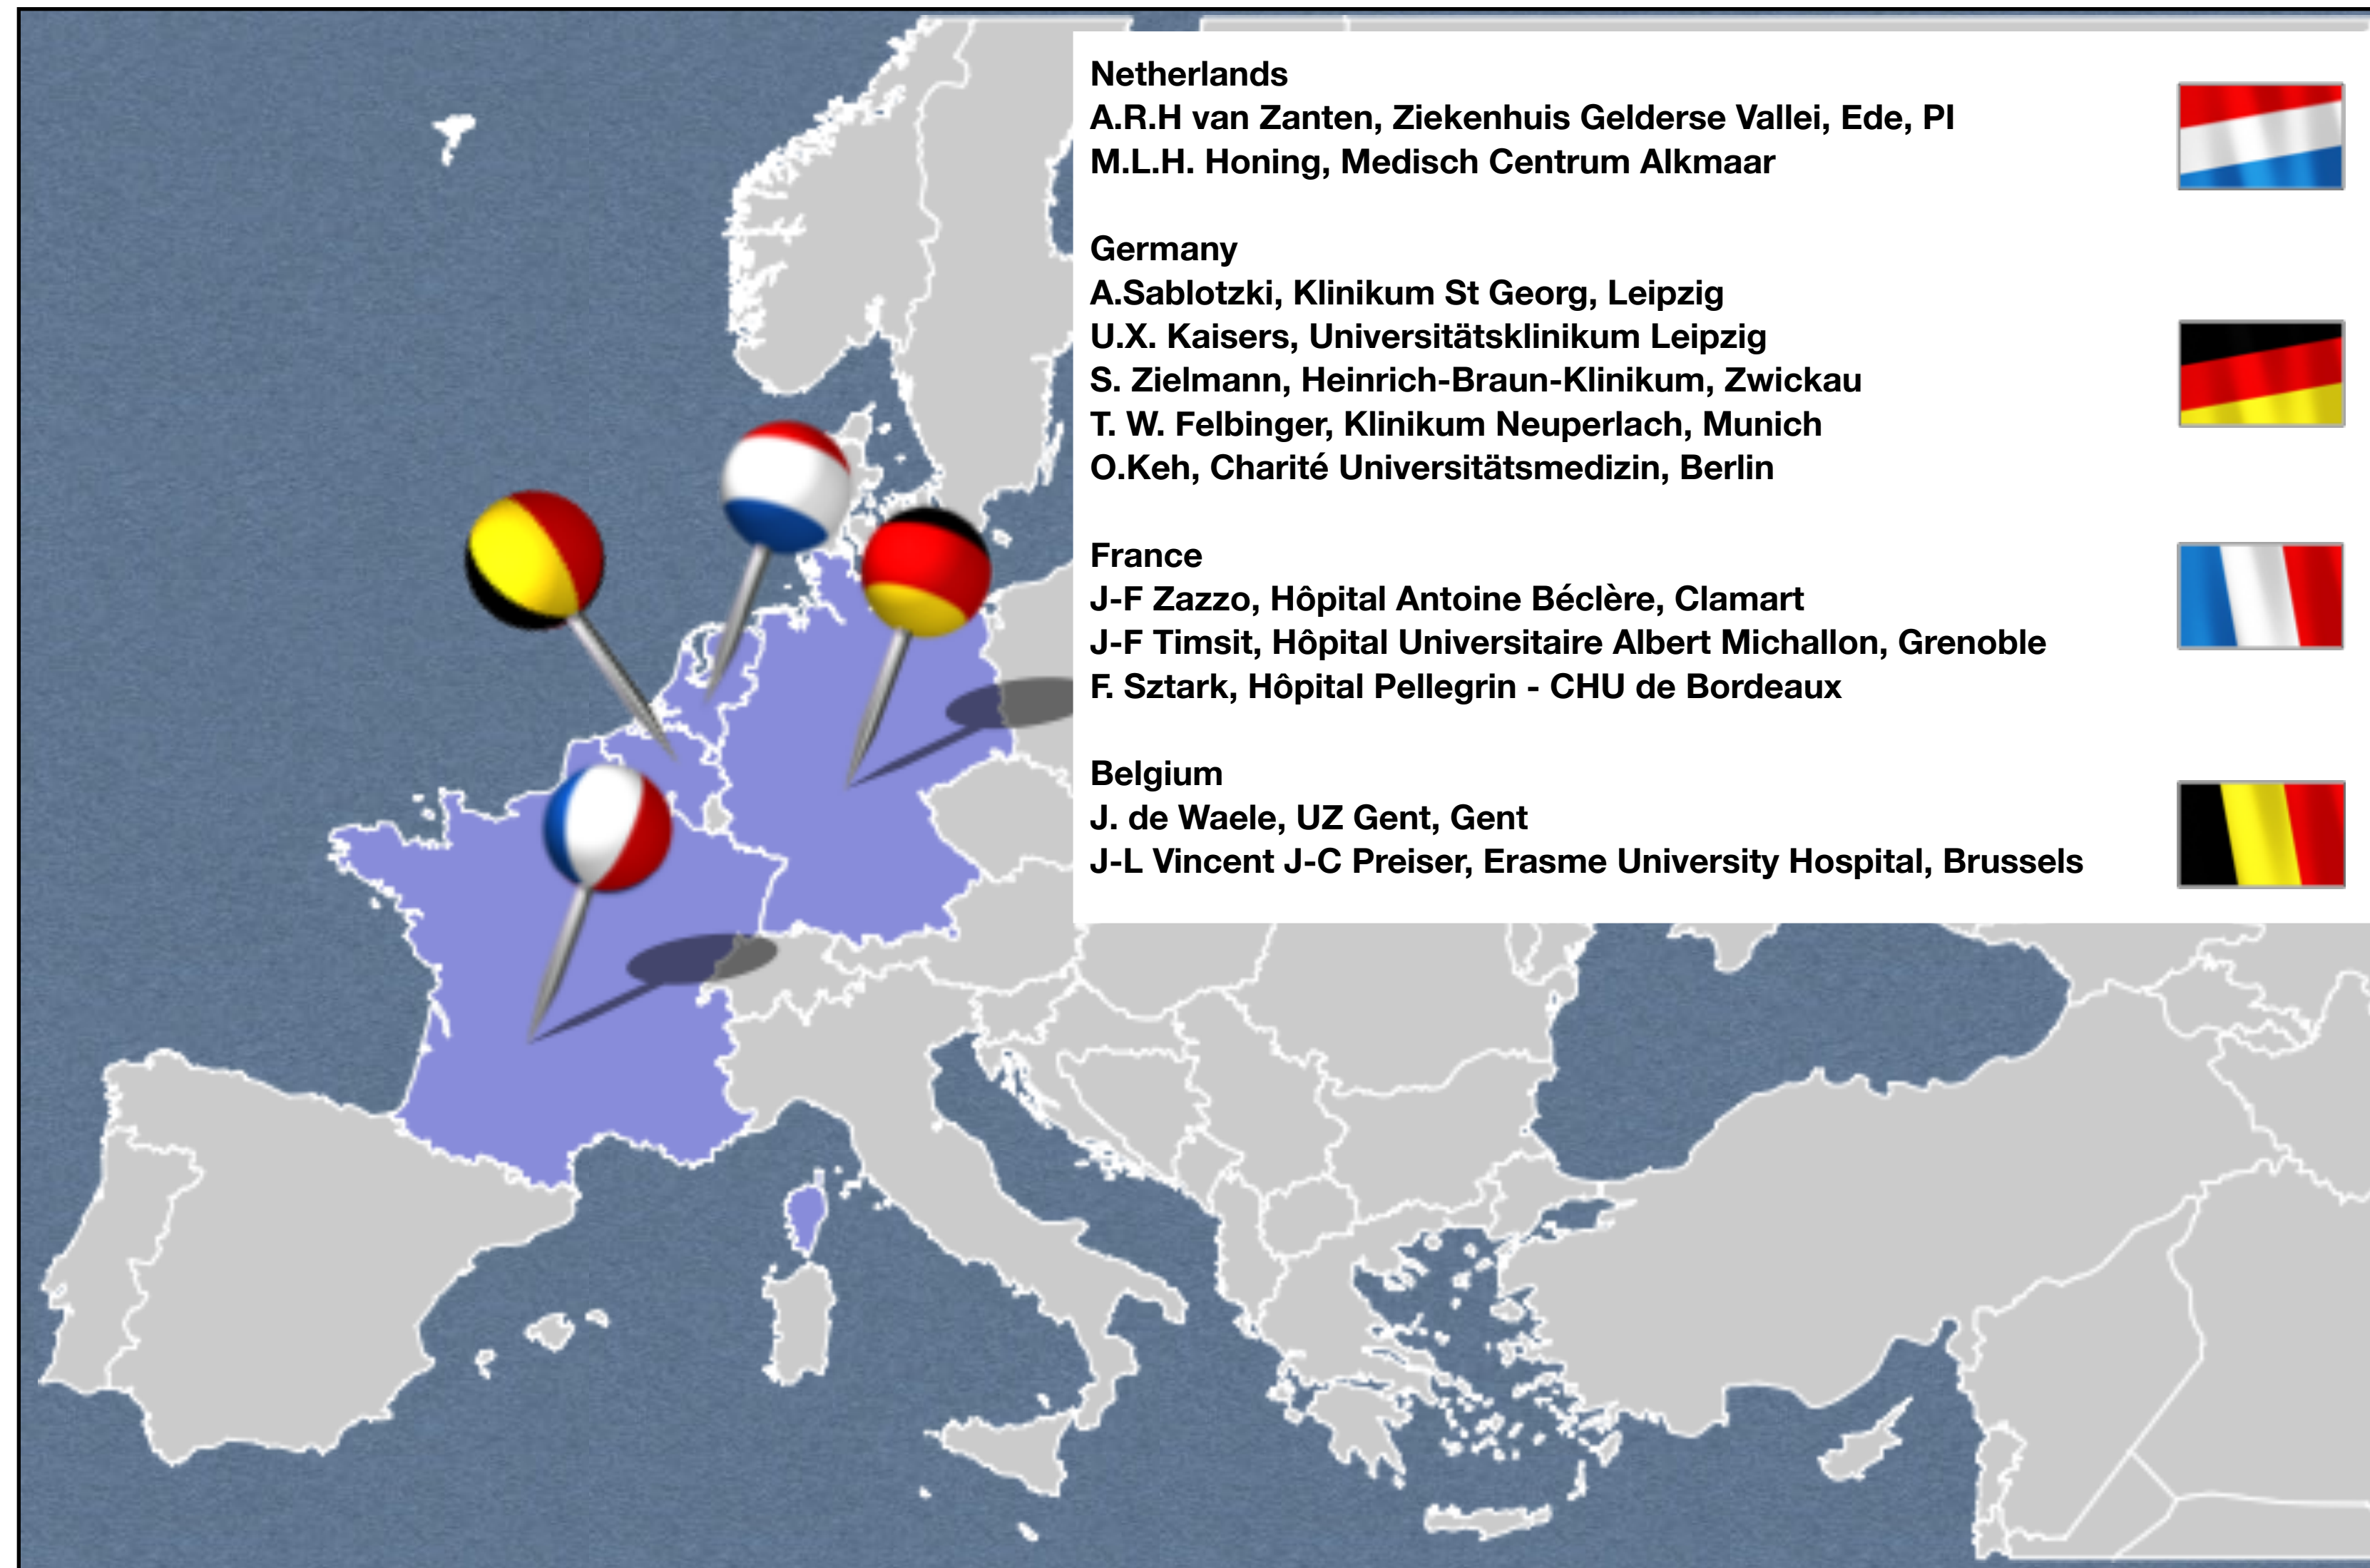 Netherlands
A.R.H van Zanten, Ziekenhuis Gelderse Vallei, Ede, PI
M.L.H. Honing, Medisch Centrum Alkmaar
Germany
A.Sablotzki, Klinikum St Georg, Leipzig
U.X. Kaisers, Universitätsklinikum Leipzig
S. Zielmann, Heinrich-Braun-Klinikum, Zwickau
T. W. Felbinger, Klinikum Neuperlach, Munich
O.Keh, Charité Universitätsmedizin, Berlin
France
J-F Zazzo, Hôpital Antoine Béclère, Clamart
J-F Timsit, Hôpital Universitaire Albert Michallon, Grenoble
F. Sztark, Hôpital Pellegrin - CHU de Bordeaux
Belgium
J. de Waele, UZ Gent, Gent
J-L Vincent J-C Preiser, Erasme University Hospital, Brussels